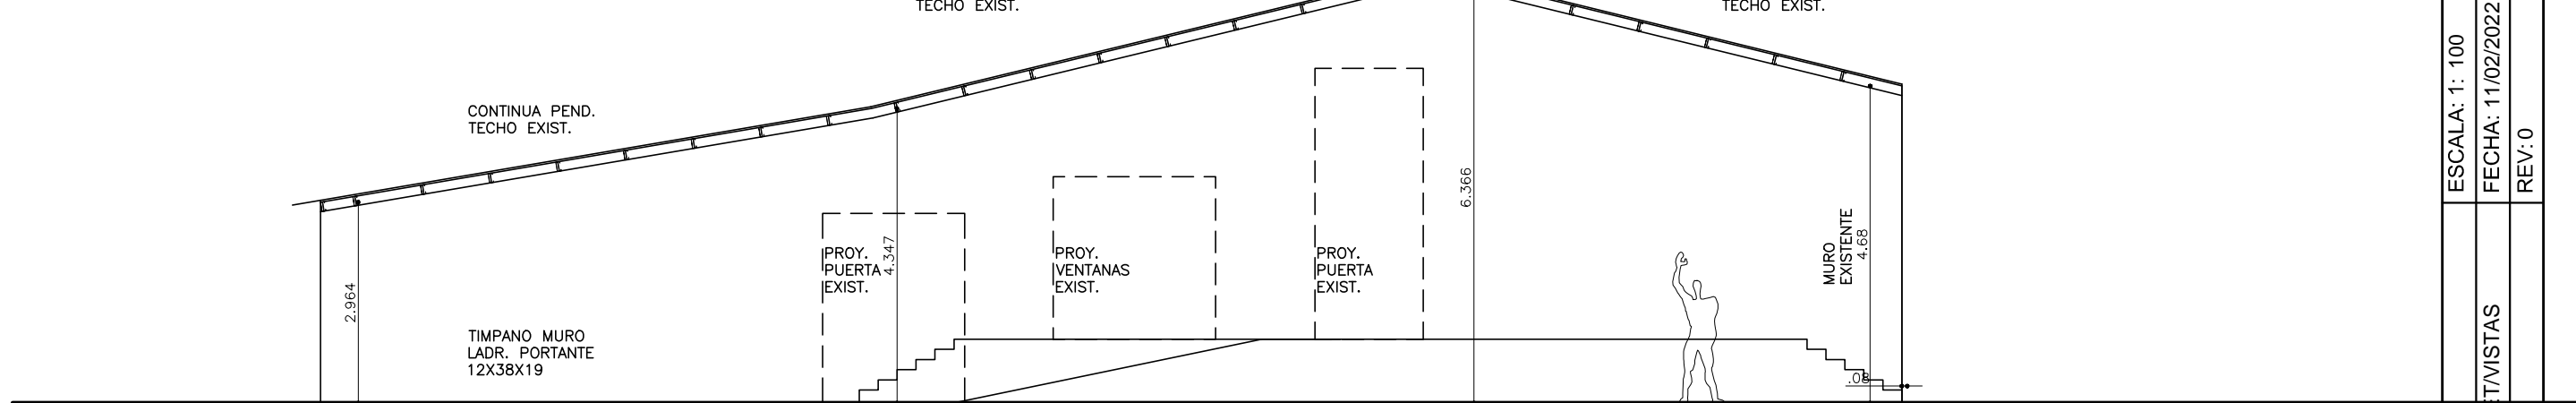 TECHO EXIST.
TECHO EXIST.
CONTINUA PEND.
TECHO EXIST.
2.964
TIMPANO MURO
LADR. PORTANTE
12X38X19
PROY.
PUERTA
EXIST.
4.347
PROY.
VENTANAS
EXIST.
PROY.
PUERTA
EXIST.
6.366
MURO
EXISTENTE
4.68
.08
ESCALA: 1: 100
FECHA: 11/02/2022
REV: 0
T/VISTAS